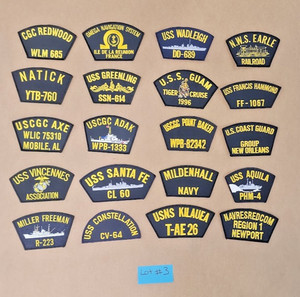 CGC REDWOOD
WLM 685
OMEGA NAVIGATION SYSTEM
ILE DE LA REUNION
FRANCE
USS WADLEIGH
DD-689
N.W.S. EARLE
RAILROAD
NATICK
YTB-760
USS GREENLING
SSN-614
U.S.S. GUAM
TIGER CRUISE
1996
USS FRANCIS HAMMOND
FF-1067
USCGC AXE
WLIC 75310
MOBILE, AL
USCGC ADAK
WPB-1333
USCGC POINT BAKER
WPB-82342
U.S. COAST GUARD
GROUP
NEW ORLEANS
USS VINCENNES
ASSOCIATION
USS SANTA FE
CL 60
MILDENHALL
NAVY
USS AQUILA
PHM-4
MILLER FREEMAN
R-223
USS CONSTELLATION
CV-64
USNS KILAUEA
T-AE 26
NAVRESREDCOM
REGION 1
NEWPORT